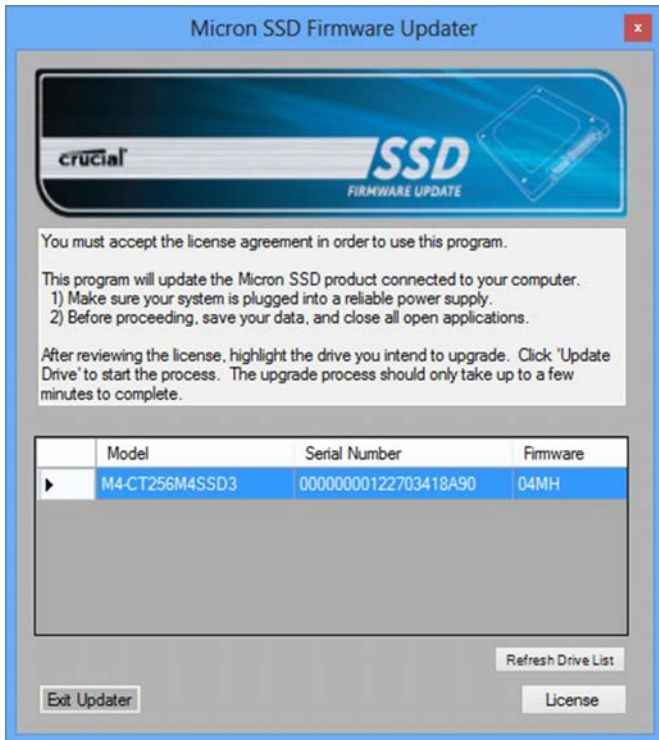 Micron SSD Firmware Updater
x
crucial
SSD
FIRMWARE UPDATE
You must accept the license agreement in order to use this program.
This program will update the Micron SSD product connected to your computer.
1) Make sure your system is plugged into a reliable power supply.
2) Before proceeding, save your data, and close all open applications.
After reviewing the license, highlight the drive you intend to upgrade.  Click 'Update
Drive' to start the process.  The upgrade process should only take up to a few
minutes to complete.
Model Serial Number Firmware
M4-CT256M4SSD3 00000000122703418A90 04MH
Refresh Drive List
Exit Updater License